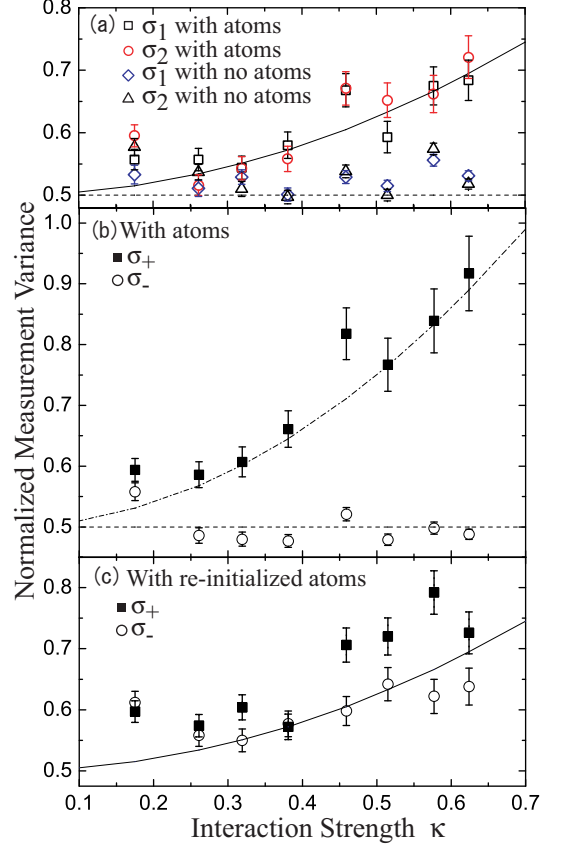 0.8
(a)
σ1 with atoms
σ2 with atoms
σ1 with no atoms
σ2 with no atoms
0.7
0.6
0.5
1.0
(b) With atoms
σ+
σ-
0.9
0.8
0.7
0.6
0.5
(c) With re-initialized atoms
σ+
σ-
0.8
0.7
0.6
0.5
0.1 0.2 0.3 0.4 0.5 0.6 0.7
Interaction Strength κ
Normalized Measurement Variance